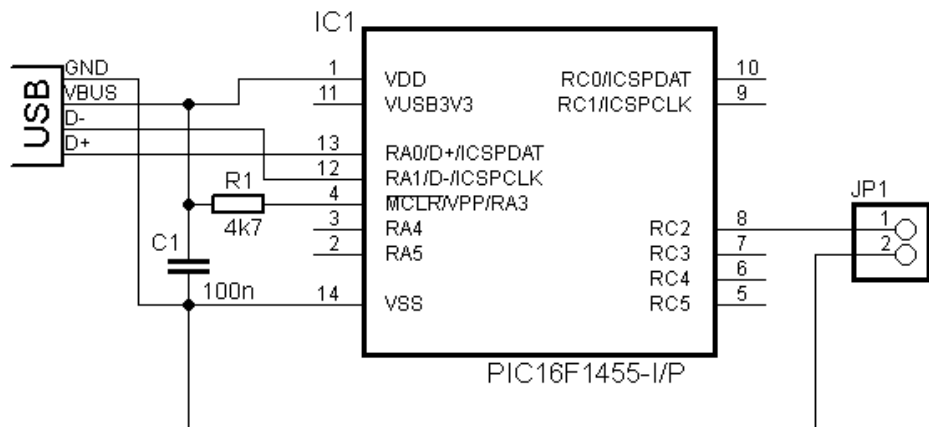 IC1
USB
GND
VBUS
D-
D+
1 VDD
11 VUSB3V3
13 RA0/D+/ICSPDAT
12 RA1/D-/ICSPCLK
4 MCLR/VPP/RA3
3 RA4
2 RA5
14 VSS
RC0/ICSPDAT 10
RC1/ICSPCLK 9
RC2 8
RC3 7
RC4 6
RC5 5
R1
4k7
C1
100n
JP1
1
2
PIC16F1455-I/P